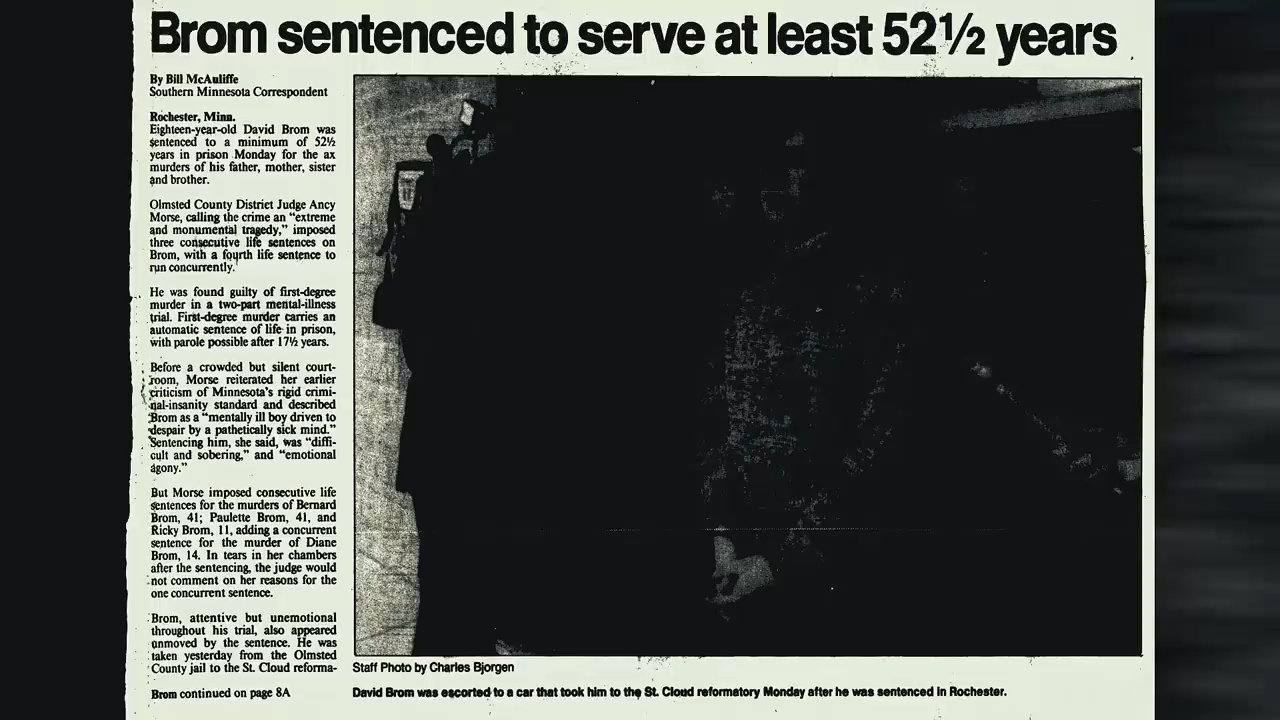 Brom sentenced to serve at least 52½ years
By Bill McAuliffe
Southern Minnesota Correspondent
Rochester, Minn.
Eighteen-year-old David Brom was
sentenced to a minimum of 52½
years in prison Monday for the ax
murders of his father, mother, sister
and brother.
Olmsted County District Judge Ancy
Morse, calling the crime an “extreme
and monumental tragedy,” imposed
three consecutive life sentences on
Brom, with a fourth life sentence to
run concurrently.
He was found guilty of first-degree
murder in a two-part mental-illness
trial. First-degree murder carries an
automatic sentence of life in prison,
with parole possible after 17½ years.
Before a crowded but silent court-
room, Morse reiterated her earlier
criticism of Minnesota's rigid crimi-
nal-insanity standard and described
Brom as a “mentally ill boy driven to
despair by a pathetically sick mind.”
Sentencing him, she said, was “diffi-
cult and sobering,” and “emotional
agony.”
But Morse imposed consecutive life
sentences for the murders of Bernard
Brom, 41; Paulette Brom, 41, and
Ricky Brom, 11, adding a concurrent
sentence for the murder of Diane
Brom, 14. In tears in her chambers
after the sentencing, the judge would
not comment on her reasons for the
one concurrent sentence.
Brom, attentive but unemotional
throughout his trial, also appeared
unmoved by the sentence. He was
taken yesterday from the Olmsted
County jail to the St. Cloud reforma-
Brom continued on page 8A
Staff Photo by Charles Bjorgen
David Brom was escorted to a car that took him to the St. Cloud reformatory Monday after he was sentenced in Rochester.